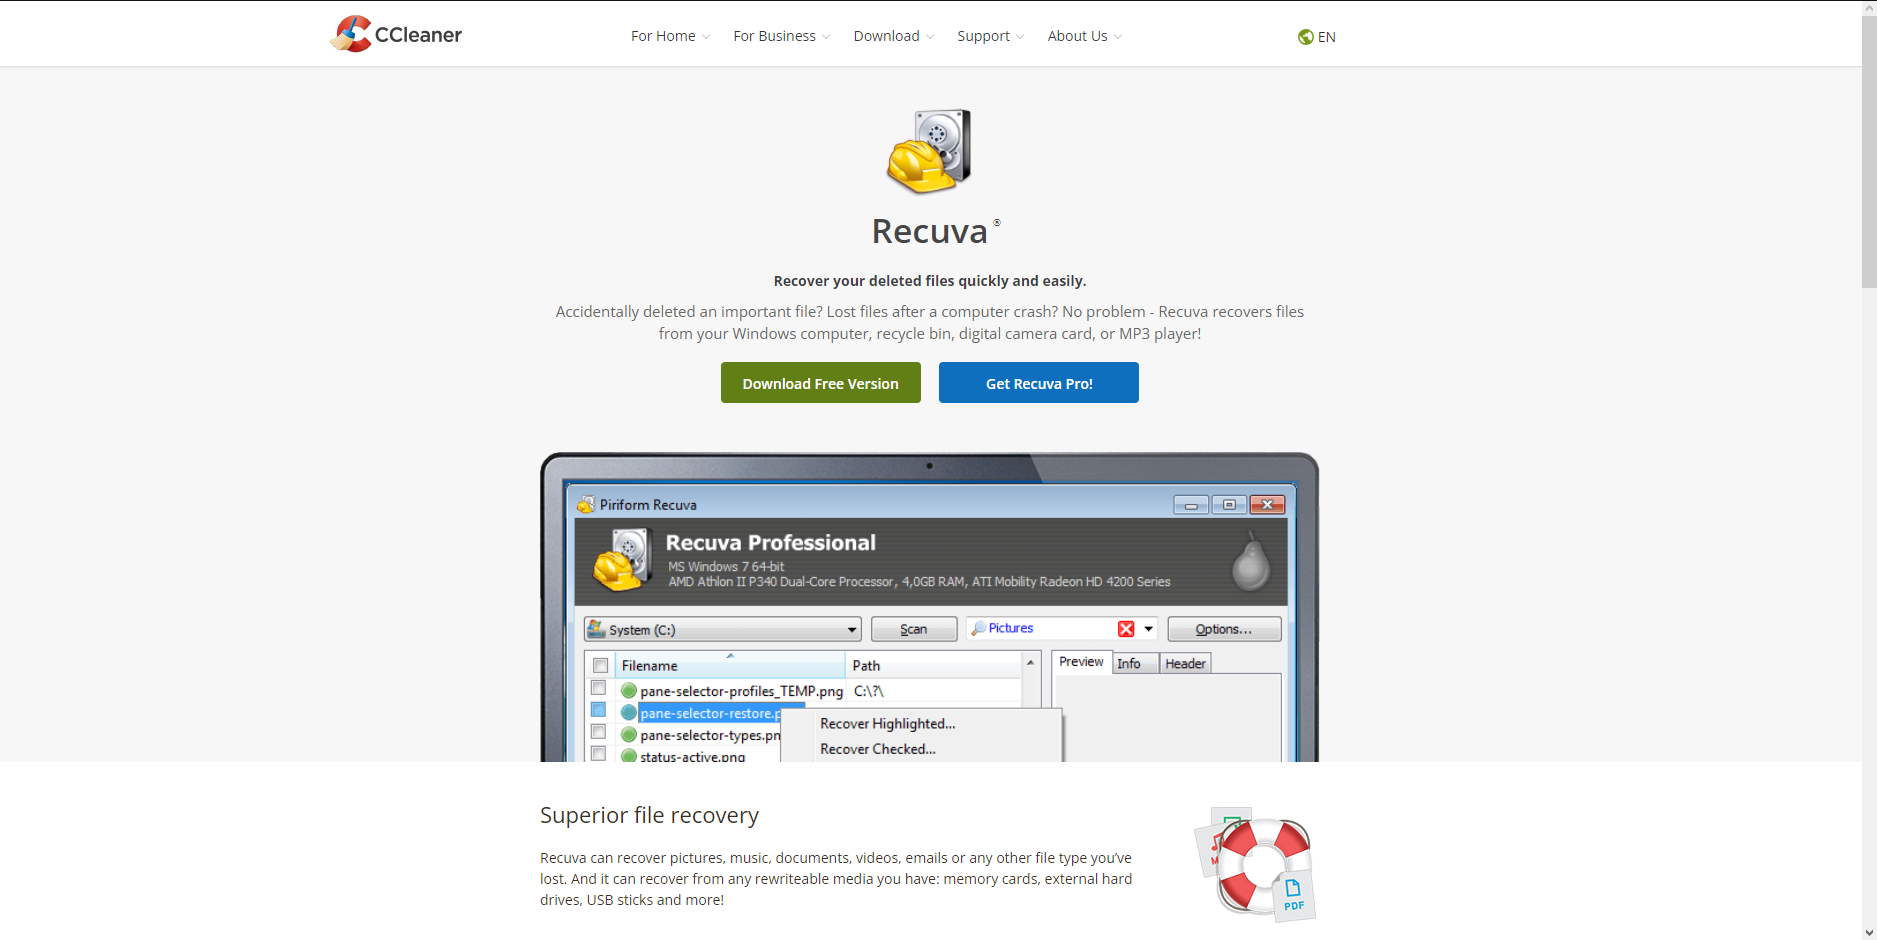 CCleaner
For Home
For Business
Download
Support
About Us
EN
Recuva ®
Recover your deleted files quickly and easily.
Accidentally deleted an important file? Lost files after a computer crash? No problem - Recuva recovers files
from your Windows computer, recycle bin, digital camera card, or MP3 player!
Download Free Version
Get Recuva Pro!
Piriform Recuva
Recuva Professional
MS Windows 7 64-bit
AMD Athlon II P340 Dual-Core Processor, 4,0GB RAM, ATI Mobility Radeon HD 4200 Series
System (C:)
Scan
Pictures
Options...
Filename
Path
Preview
Info
Header
pane-selector-profiles_TEMP.png
C:\?\
pane-selector-restore.p
pane-selector-types.pn
status-active.png
Recover Highlighted...
Recover Checked...
Superior file recovery
Recuva can recover pictures, music, documents, videos, emails or any other file type you’ve
lost. And it can recover from any rewriteable media you have: memory cards, external hard
drives, USB sticks and more!
PDF